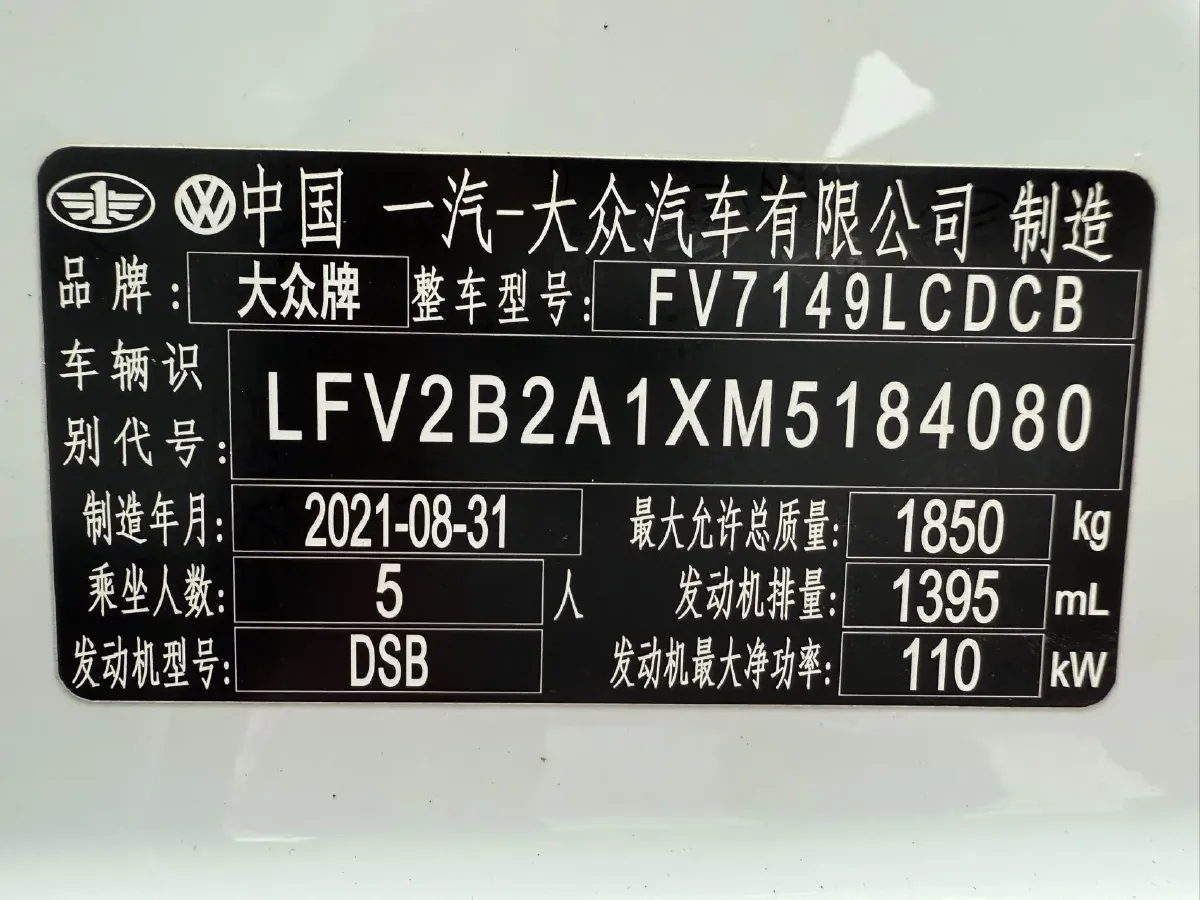 1 VW 中国 一汽-大众汽车有限公司 制造
品牌: 大众牌 整车型号: FV7149LCDCB
车辆识
别代号: LFV2B2A1XM5184080
制造年月: 2021-08-31 最大允许总质量: 1850 kg
乘坐人数: 5 人 发动机排量: 1395 mL
发动机型号: DSB 发动机最大净功率: 110 kW